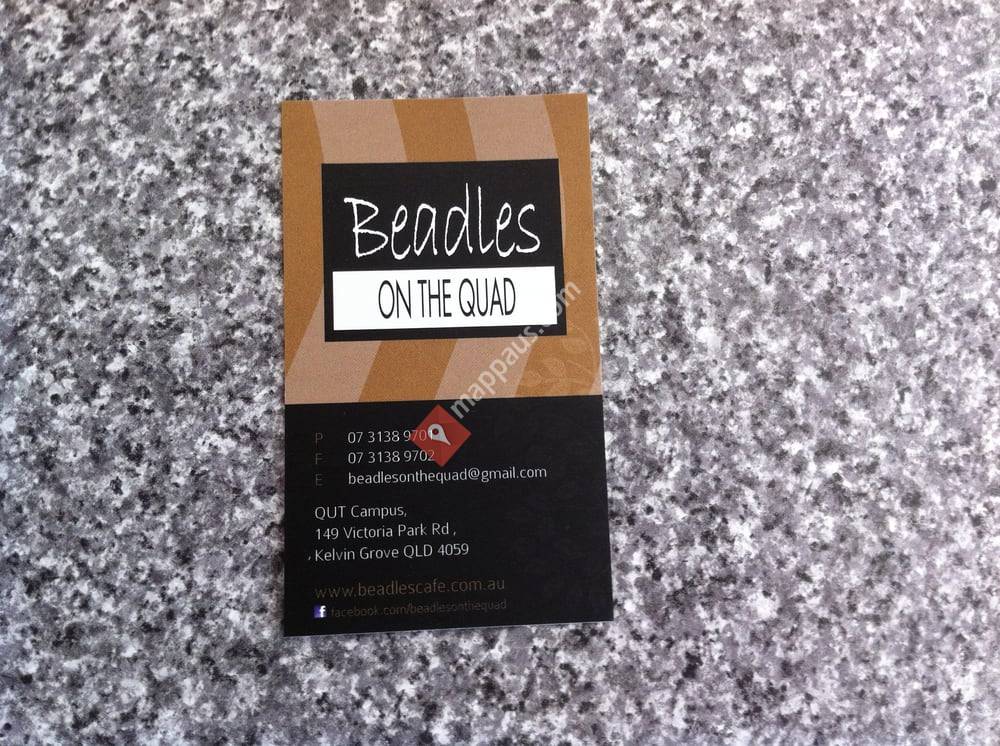 Beadles
ON THE QUAD
mappaus.com
P 07 3138 9701
F 07 3138 9702
E beadlesonthequad@gmail.com
QUT Campus,
149 Victoria Park Rd ,
Kelvin Grove QLD 4059
www.beadlescafe.com.au
f facebook.com/beadlesonthequad